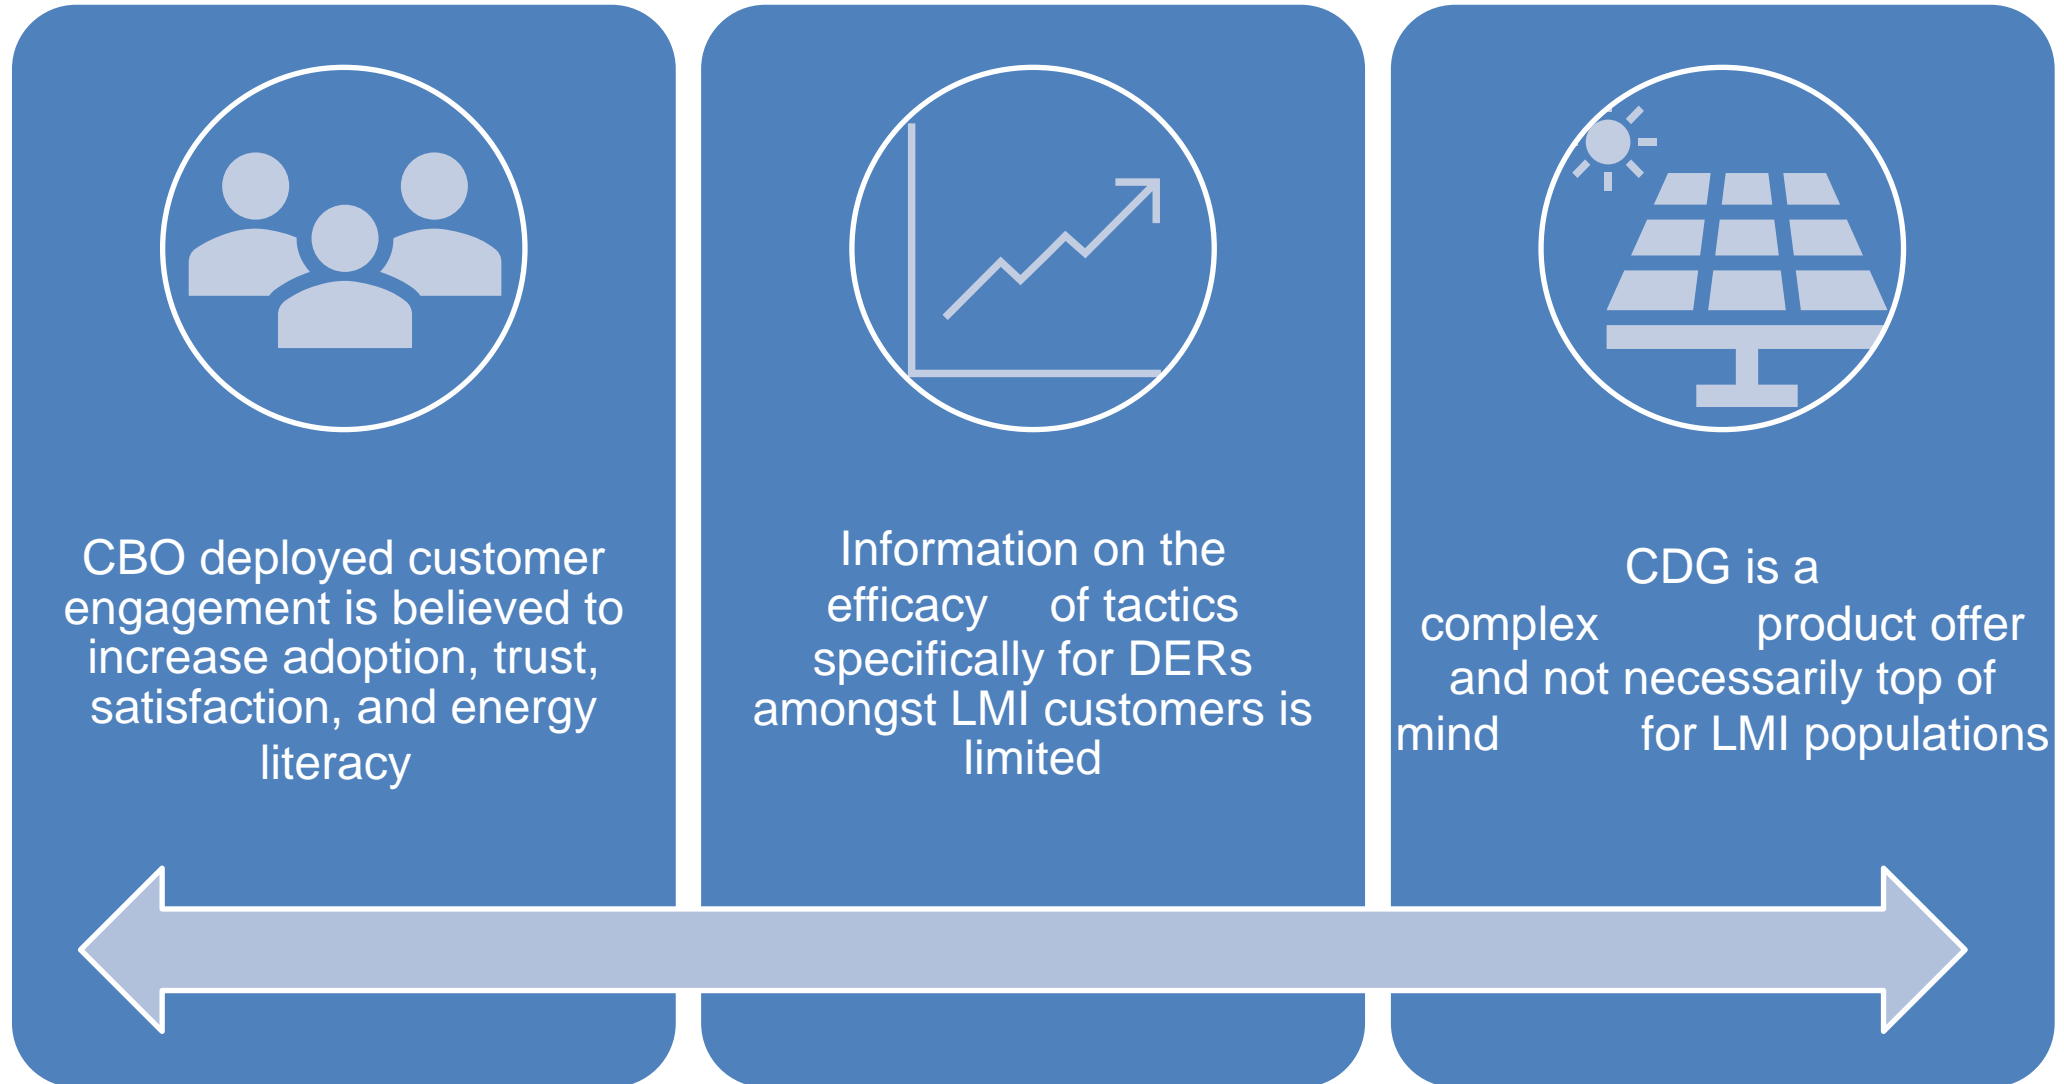 CBO deployed customer
engagement is believed to
increase adoption, trust,
satisfaction, and energy
literacy
Information on the
efficacy of tactics
specifically for DERs
amongst LMI customers is
limited
CDG is a
complex product offer
and not necessarily top of
mind for LMI populations